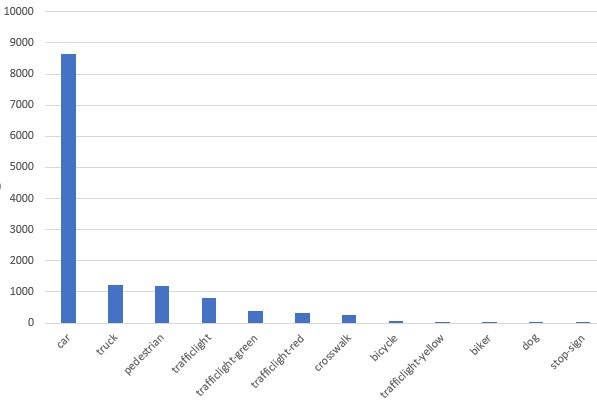 10000
9000
8000
7000
6000
5000
4000
3000
2000
1000
0
car
truck
pedestrian
trafficlight
trafficlight-green
trafficlight-red
crosswalk
bicycle
trafficlight-yellow
biker
dog
stop-sign